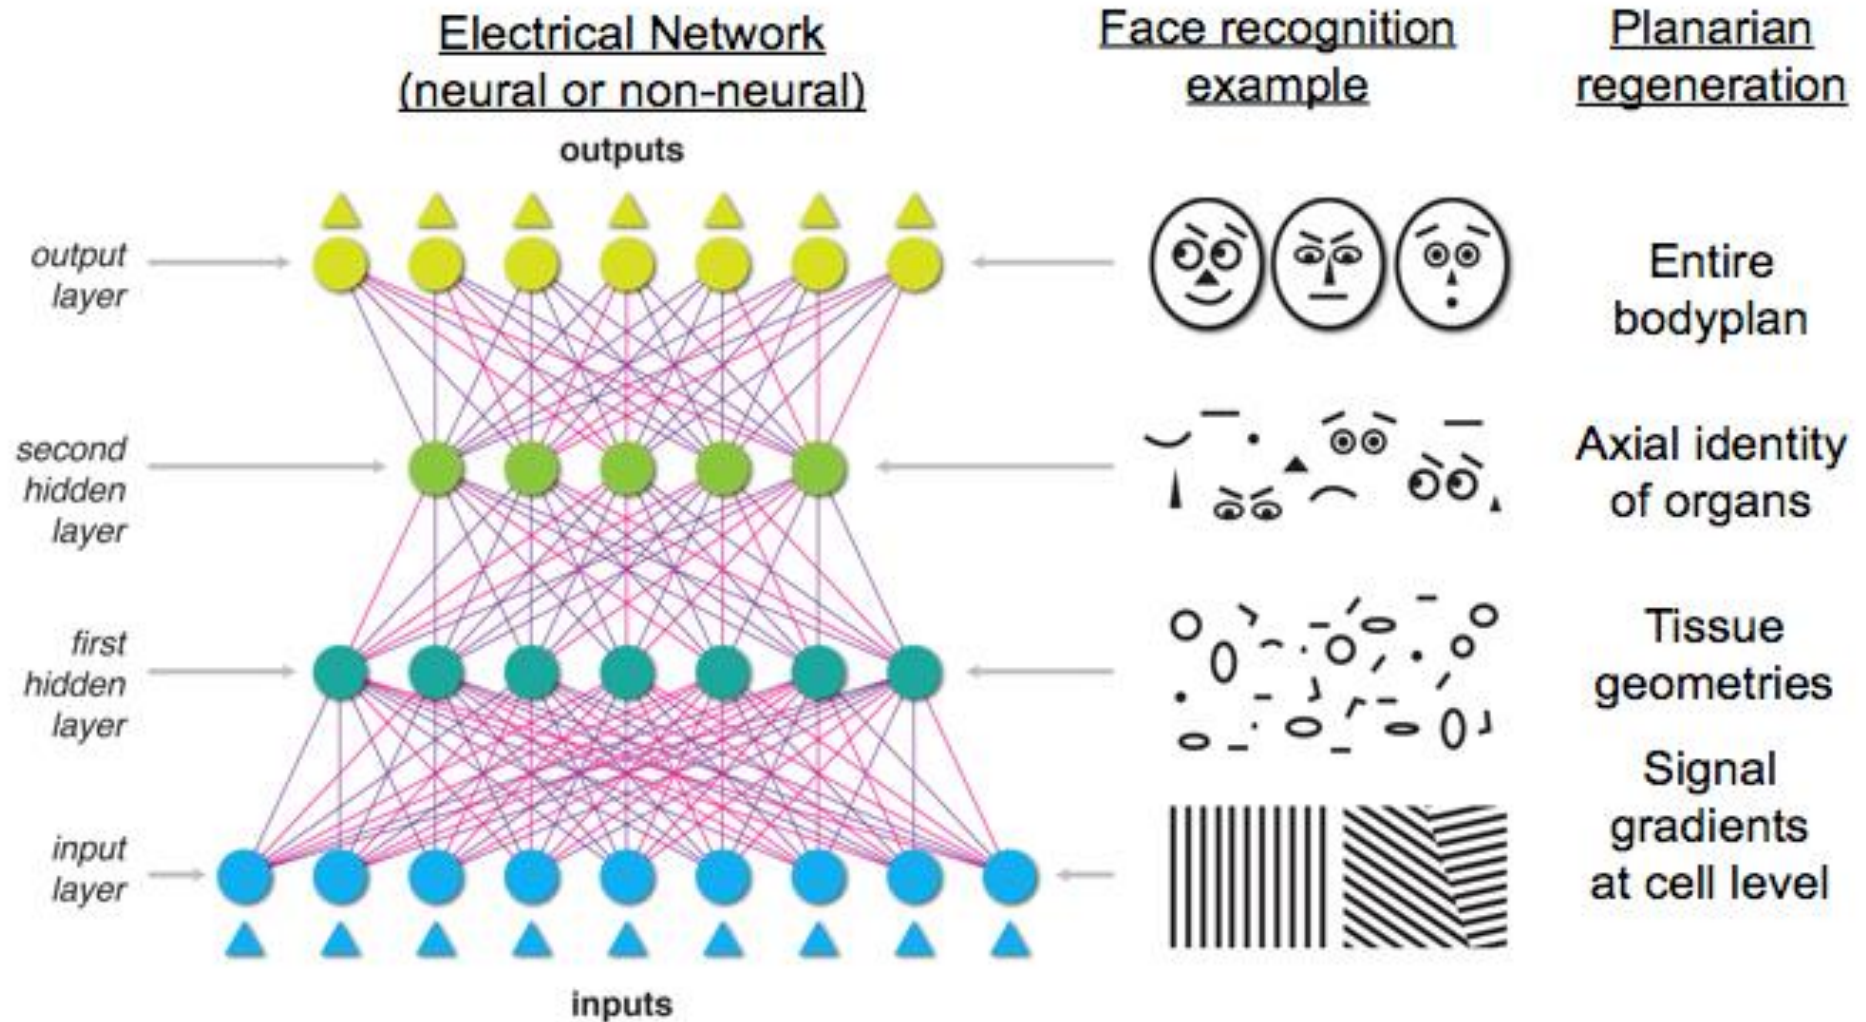 Electrical Network
(neural or non-neural)
outputs
Face recognition
example
Planarian
regeneration
output
layer
Entire
bodyplan
second
hidden
layer
Axial identity
of organs
first
hidden
layer
Tissue
geometries
input
layer
Signal
gradients
at cell level
inputs